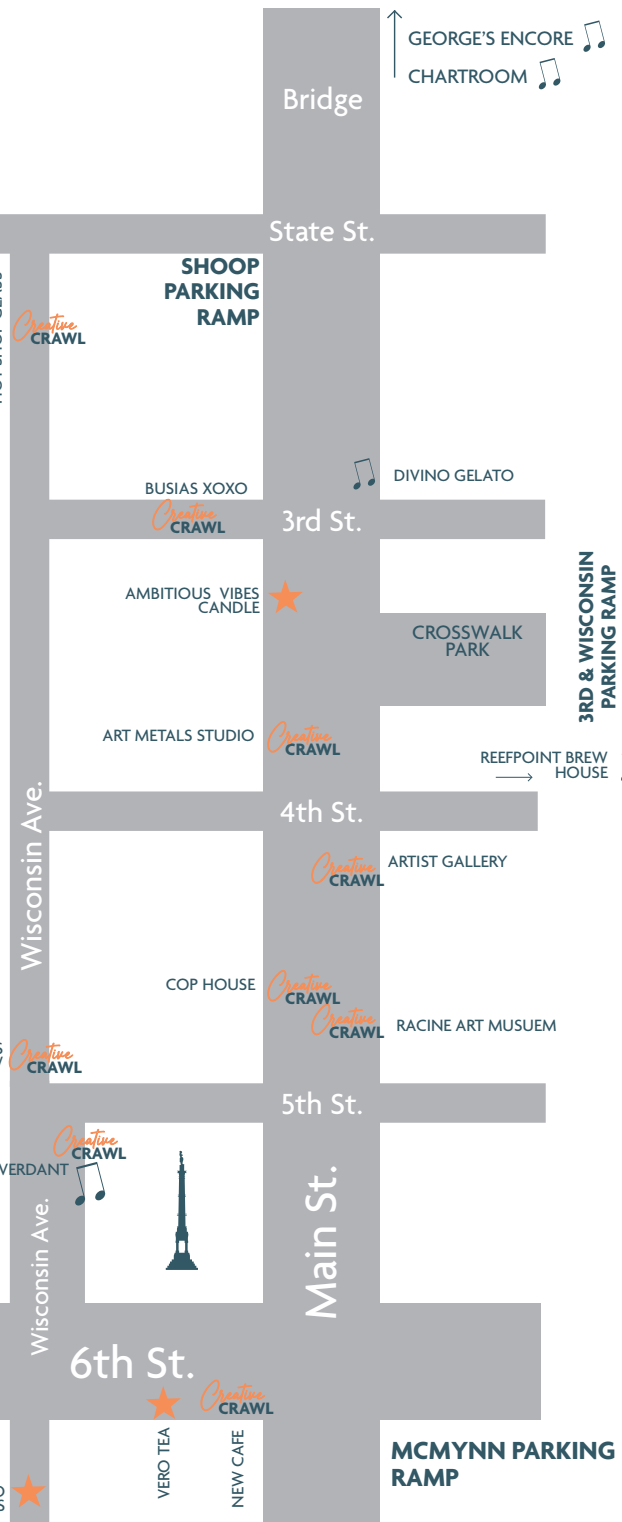 GEORGE'S ENCORE
CHARTROOM
Bridge
State St.
SHOOP
PARKING
RAMP
Creative
CRAWL
BUSIAS XOXO
Creative
CRAWL
DIVINO GELATO
3rd St.
AMBITIOUS VIBES
CANDLE
CROSSWALK
PARK
3RD & WISCONSIN
PARKING RAMP
ART METALS STUDIO
Creative
CRAWL
REEFPOINT BREW
HOUSE
Wisconsin Ave.
4th St.
Creative
CRAWL
ARTIST GALLERY
COP HOUSE
Creative
CRAWL
Creative
CRAWL
RACINE ART MUSUEM
Creative
CRAWL
5th St.
Creative
CRAWL
VERDANT
Wisconsin Ave.
Main St.
6th St.
Creative
CRAWL
VERO TEA
NEW CAFE
MCMYNN PARKING
RAMP